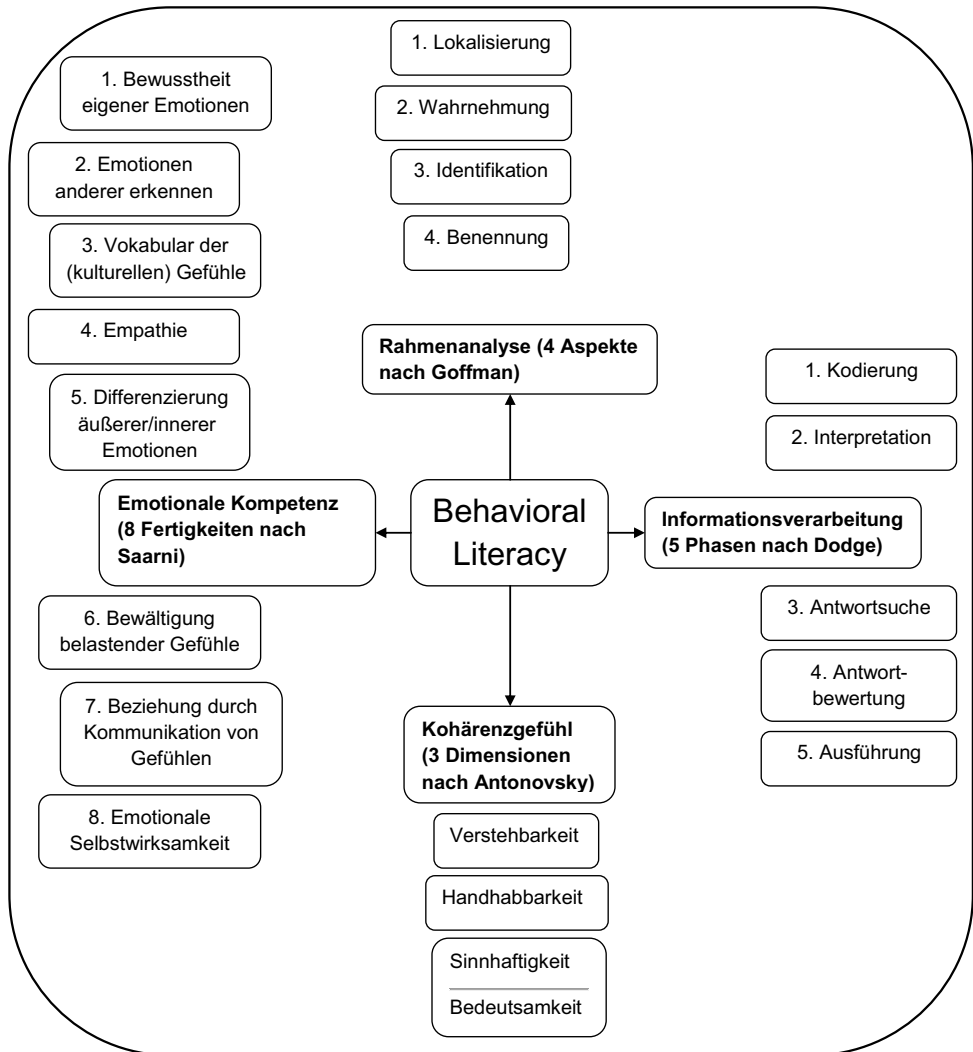 1. Lokalisierung
2. Wahrnehmung
3. Identifikation
4. Benennung
Rahmenanalyse (4 Aspekte
nach Goffman)
1. Bewusstheit
eigener Emotionen
2. Emotionen
anderer erkennen
3. Vokabular der
(kulturellen) Gefühle
4. Empathie
5. Differenzierung
äußerer/innerer
Emotionen
Emotionale Kompetenz
(8 Fertigkeiten nach
Saarni)
6. Bewältigung
belastender Gefühle
7. Beziehung durch
Kommunikation von
Gefühlen
8. Emotionale
Selbstwirksamkeit
Behavioral
Literacy
1. Kodierung
2. Interpretation
Informationsverarbeitung
(5 Phasen nach Dodge)
3. Antwortsuche
4. Antwort-
bewertung
5. Ausführung
Kohärenzgefühl
(3 Dimensionen
nach Antonovsky)
Verstehbarkeit
Handhabbarkeit
Sinnhaftigkeit
Bedeutsamkeit